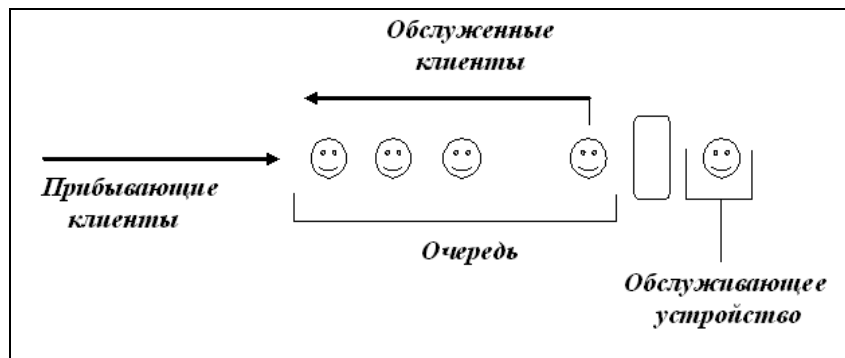 Обслуженные
клиенты
Прибывающие
клиенты
Очередь
Обслуживающее
устройство